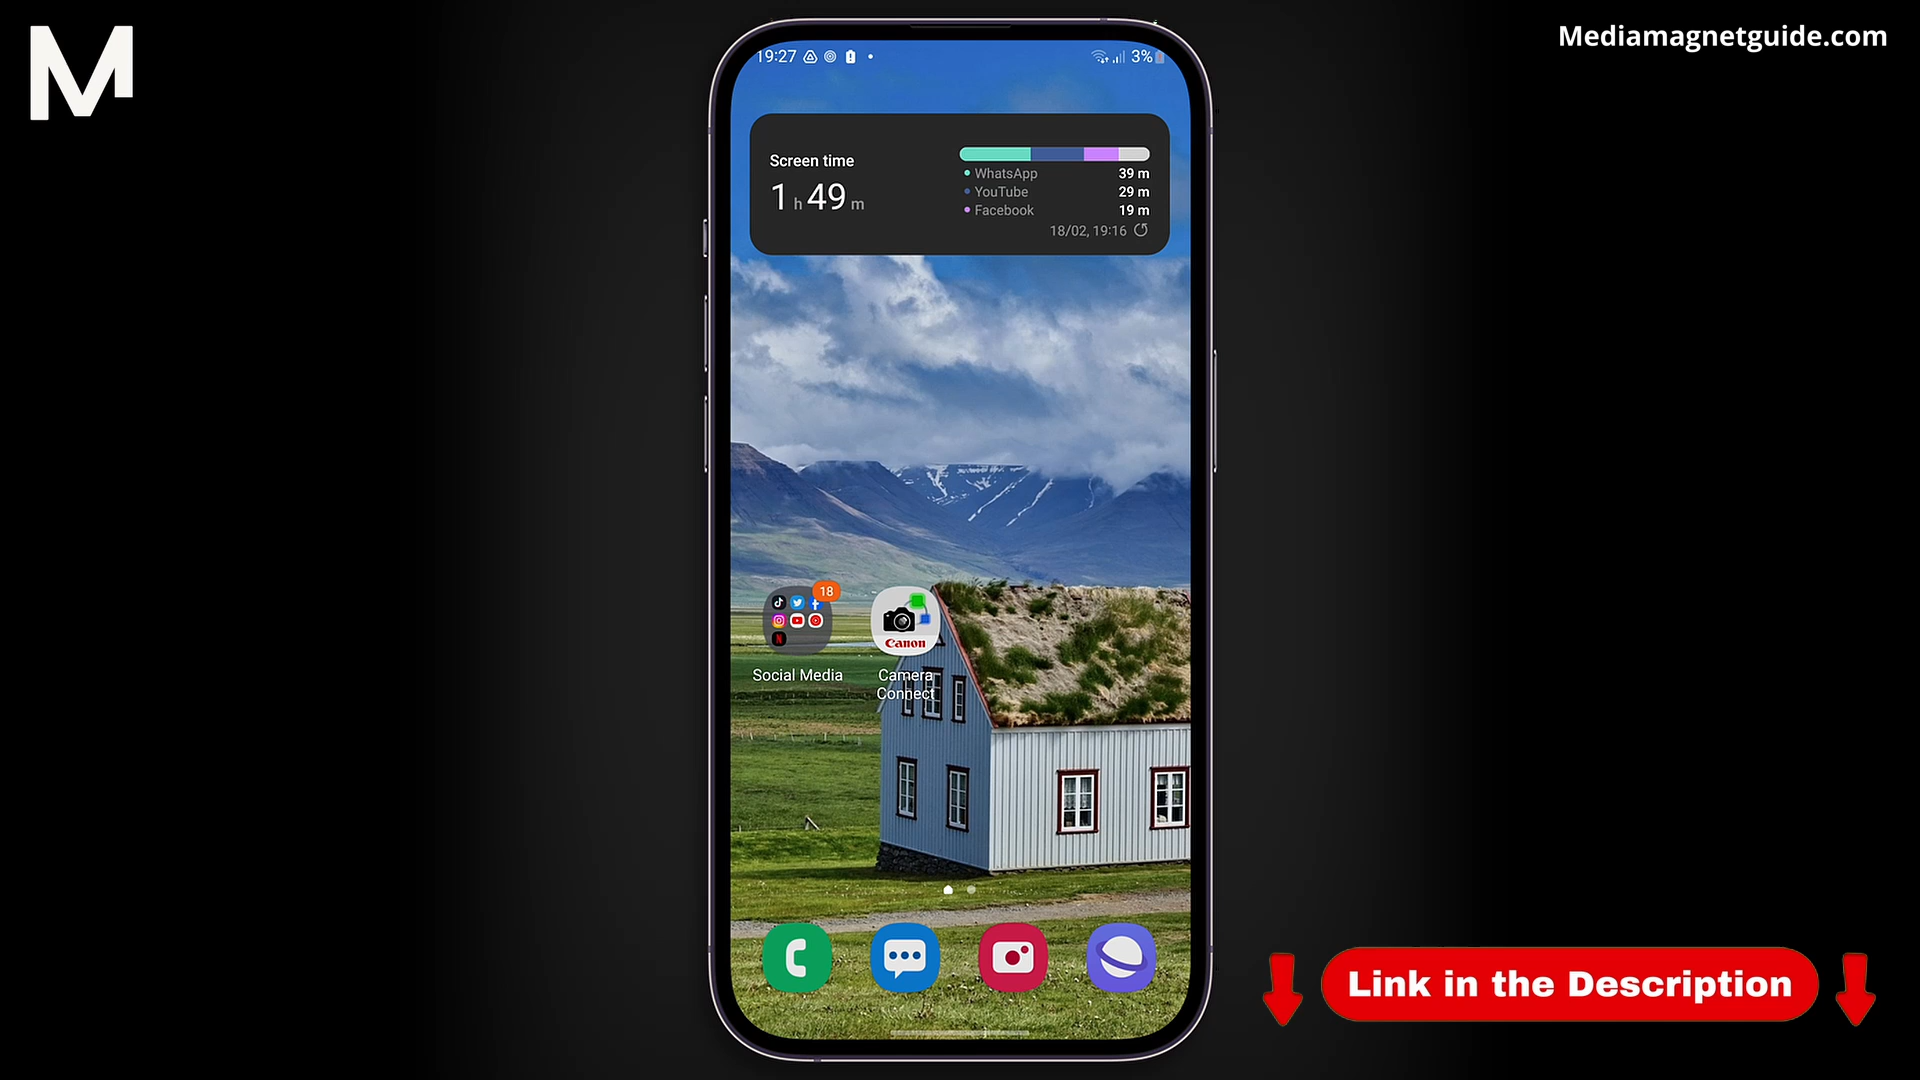 M
Mediamagnetguide.com
19:27
3%
Screen time
1 h 49 m
WhatsApp 39 m
YouTube 29 m
Facebook 19 m
18/02, 19:16
18
Canon
Social Media
Camera
Connect
Link in the Description